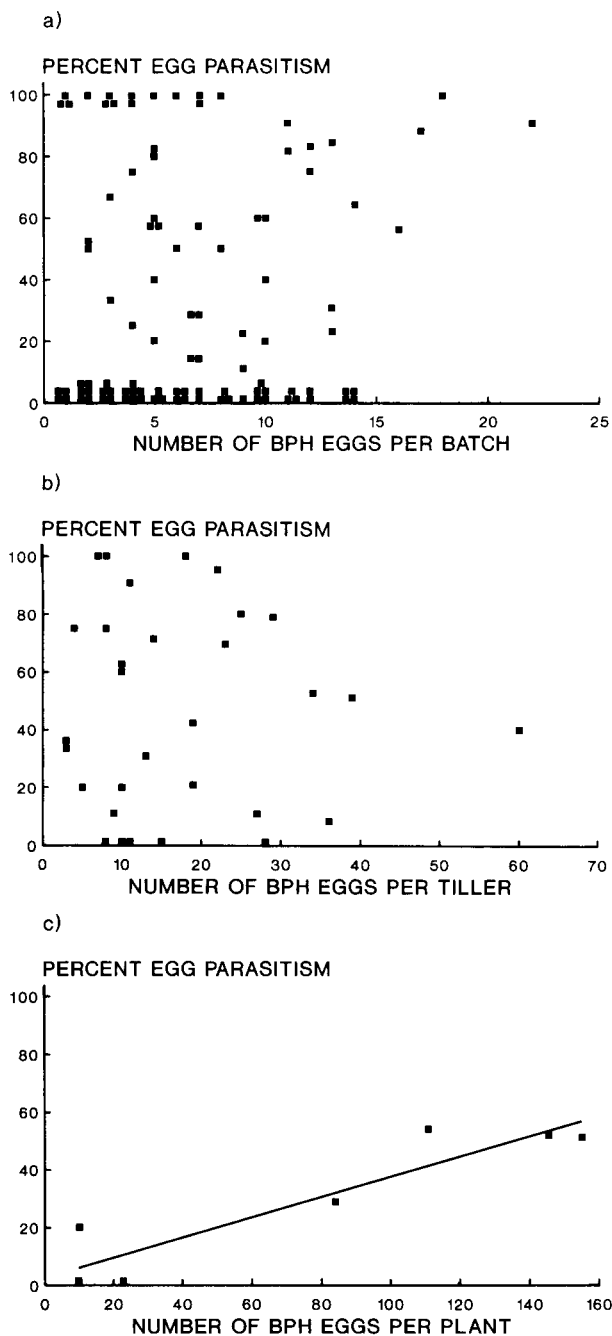 a)
PERCENT EGG PARASITISM
100
80
60
40
20
0
0 5 10 15 20 25
NUMBER OF BPH EGGS PER BATCH
b)
PERCENT EGG PARASITISM
100
80
60
40
20
0
0 10 20 30 40 50 60 70
NUMBER OF BPH EGGS PER TILLER
c)
PERCENT EGG PARASITISM
100
80
60
40
20
0
0 20 40 60 80 100 120 140 160
NUMBER OF BPH EGGS PER PLANT